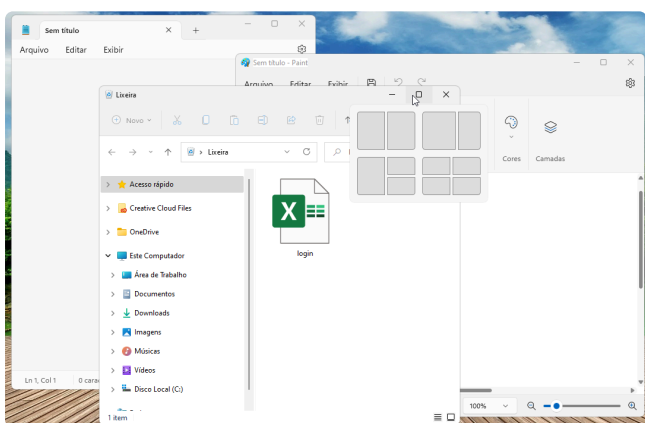 Sem título
Arquivo Editar Exibir
Sem título - Paint
Arquivo Editar Exibir
Lixeira
Novo
Lixeira
Cores Camadas
Acesso rápido
Creative Cloud Files
OneDrive
login
Este Computador
Área de Trabalho
Documentos
Downloads
Imagens
Músicas
Vídeos
Disco Local (C:)
Ln 1, Col 1 0 cara
1 item
100%